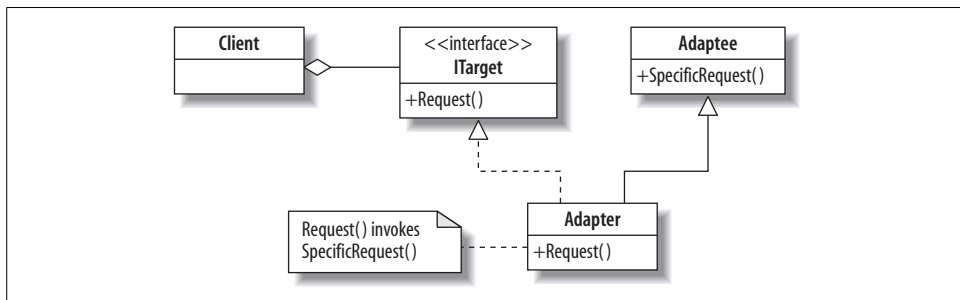 Client
<<interface>>
ITarget
+Request()
Adaptee
+SpecificRequest()
Request() invokes
SpecificRequest()
Adapter
+Request()